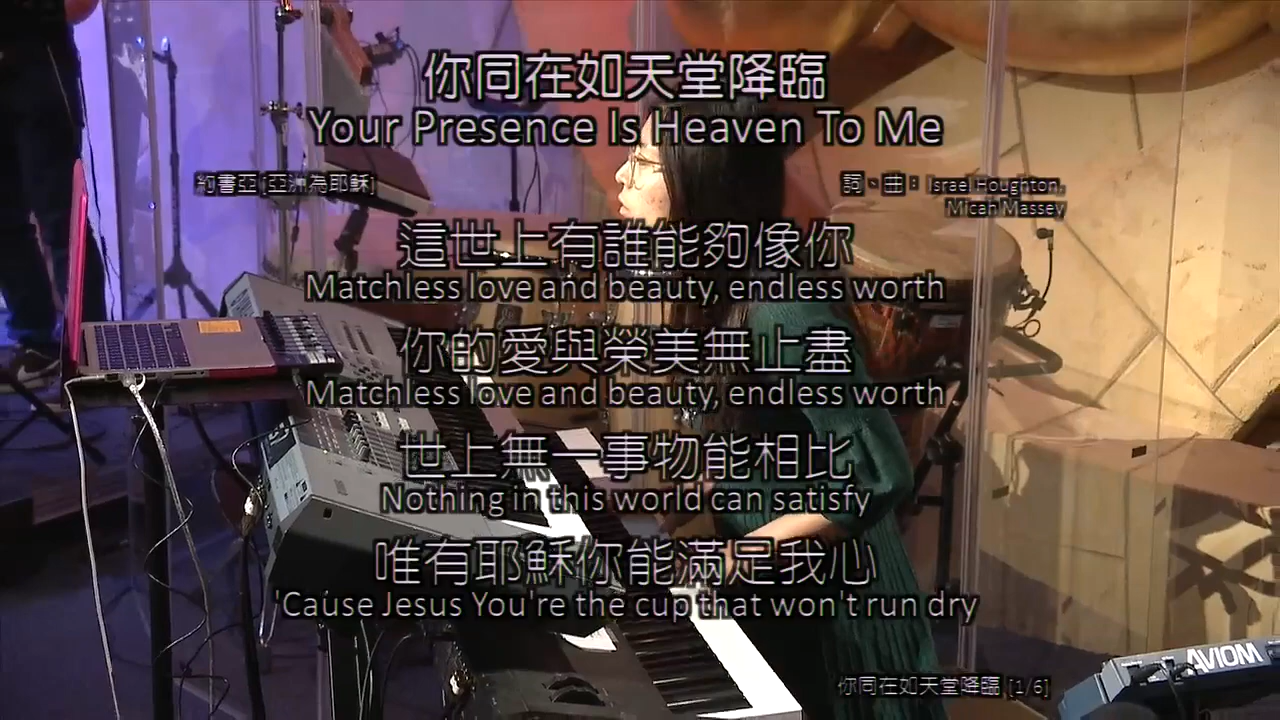 你同在如天堂降臨
Your Presence Is Heaven To Me
約書亞 [亞洲為耶穌]
詞、曲： Israel Houghton,
Micah Massey
這世上有誰能夠像你
Matchless love and beauty, endless worth
你的愛與榮美無止盡
Matchless love and beauty, endless worth
世上無一事物能相比
Nothing in this world can satisfy
唯有耶穌你能滿足我心
'Cause Jesus You're the cup that won't run dry
AVIOM
你同在如天堂降臨 [1/6]